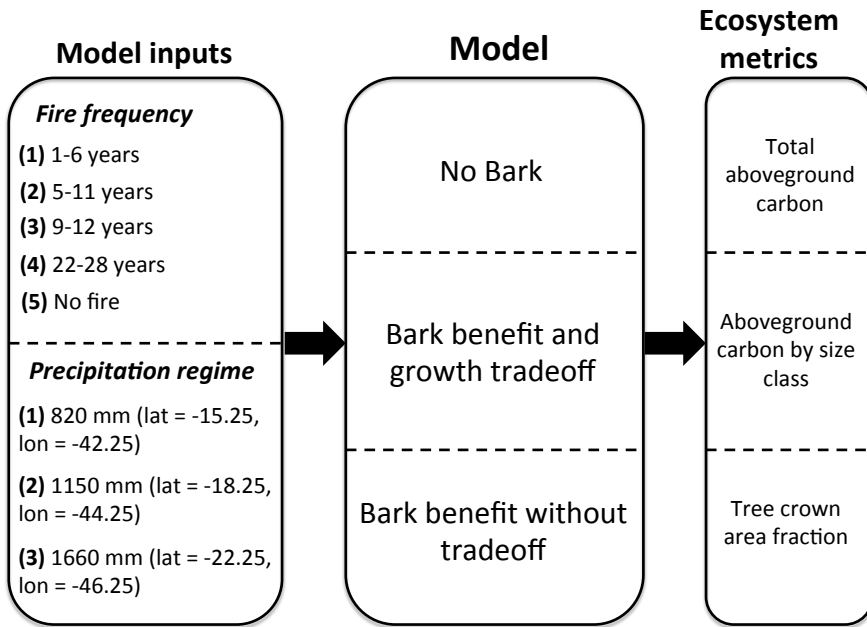 Model inputs
Fire frequency
(1) 1-6 years
(2) 5-11 years
(3) 9-12 years
(4) 22-28 years
(5) No fire
Precipitation regime
(1) 820 mm (lat = -15.25,
lon = -42.25)
(2) 1150 mm (lat = -18.25,
lon = -44.25)
(3) 1660 mm (lat = -22.25,
lon = -46.25)
Model
No Bark
Bark benefit and
growth tradeoff
Bark benefit without
tradeoff
Ecosystem
metrics
Total
aboveground
carbon
Aboveground
carbon by size
class
Tree crown
area fraction